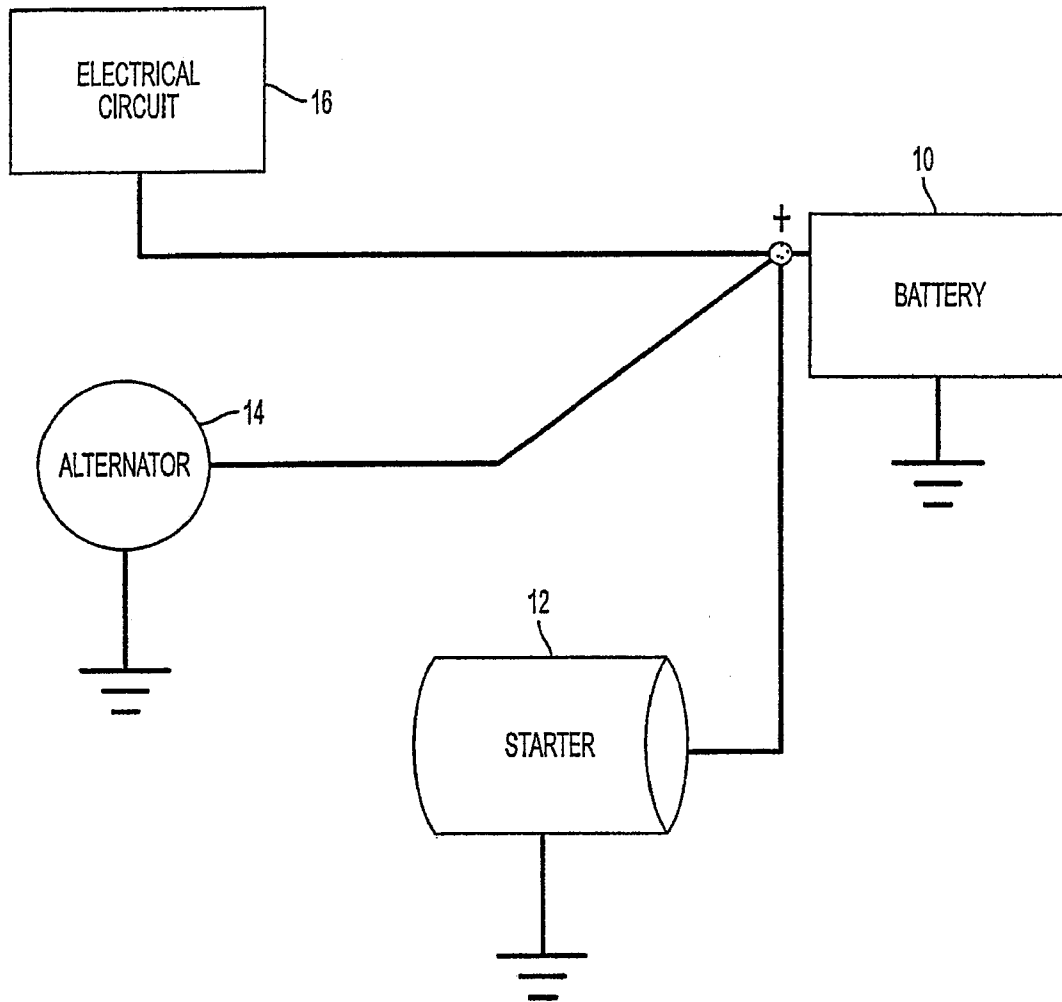 ELECTRICAL
CIRCUIT
16
10
+
BATTERY
14
ALTERNATOR
12
STARTER